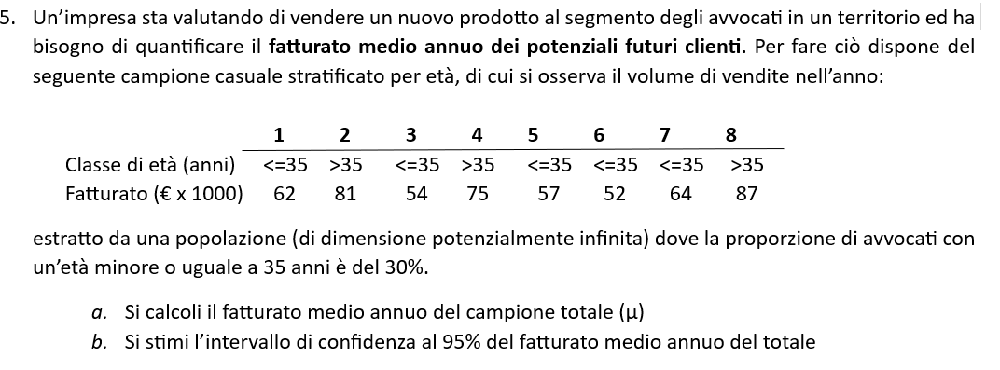 5. Un’impresa sta valutando di vendere un nuovo prodotto al segmento degli avvocati in un territorio ed ha
bisogno di quantificare il fatturato medio annuo dei potenziali futuri clienti. Per fare ciò dispone del
seguente campione casuale stratificato per età, di cui si osserva il volume di vendite nell’anno:
1 2 3 4 5 6 7 8
Classe di età (anni) <=35 >35 <=35 >35 <=35 <=35 <=35 >35
Fatturato (€ x 1000) 62 81 54 75 57 52 64 87
estratto da una popolazione (di dimensione potenzialmente infinita) dove la proporzione di avvocati con
un’età minore o uguale a 35 anni è del 30%.
a. Si calcoli il fatturato medio annuo del campione totale (μ)
b. Si stimi l’intervallo di confidenza al 95% del fatturato medio annuo del totale